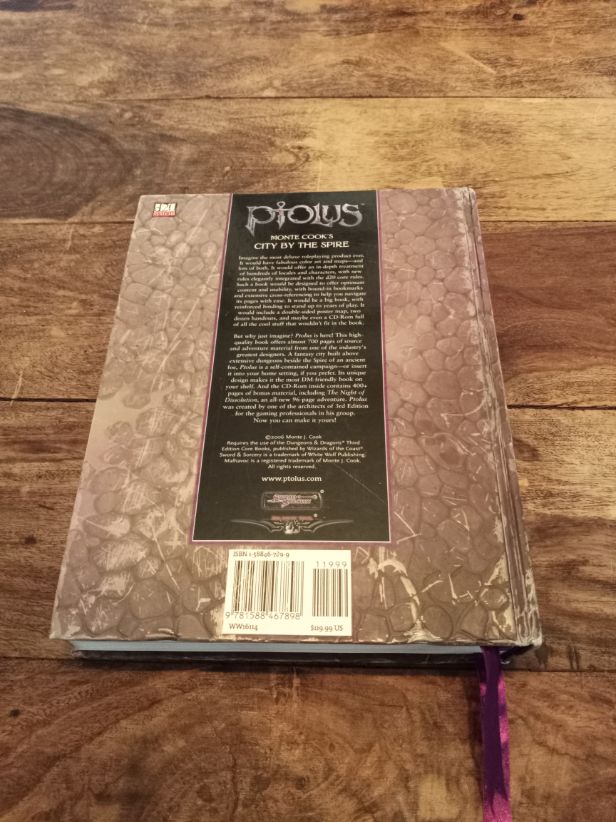 Ptolus
MONTE COOK'S
CITY BY THE SPIRE
Imagine the most deluxe roleplaying product ever.
It would have fabulous color art and maps—and
lots of both. It would offer an in-depth treatment
of hundreds of locales and characters, with new
rules elegantly integrated with the d20 core rules.
Such a book would be designed to offer optimum
content and usability, with bound-in bookmarks
and extensive cross-referencing to help you navigate
its pages with ease. It would be a big book, with
reinforced binding to stand up to years of play. It
would include a double-sided poster map, two
dozen handouts, and maybe even a CD-Rom full
of all the cool stuff that wouldn't fit in the book.
But why just imagine? Ptolus is here! This high-
quality book offers almost 700 pages of source
and adventure material from one of the industry's
greatest designers. A fantasy city built above
extensive dungeons beside the Spire of an ancient
foe, Ptolus is a self-contained campaign—or insert
it into your home setting, if you prefer. Its unique
design makes it the most DM-friendly book on
your shelf. And the CD-Rom inside contains 400+
pages of bonus material, including The Night of
Dissolution, an all-new 96-page adventure. Ptolus
was created by one of the architects of 3rd Edition
for the gaming professionals in his group.
Now you can make it yours!
©2006 Monte J. Cook
Requires the use of the Dungeons & Dragons® Third
Edition Core Books, published by Wizards of the Coast®
Sword & Sorcery is a trademark of White Wolf Publishing.
Malhavoc is a registered trademark of Monte J. Cook.
All rights reserved.
www.ptolus.com
ISBN 1-58846-789-9
11999
9 781588 467898
WW16114
$119.99 US